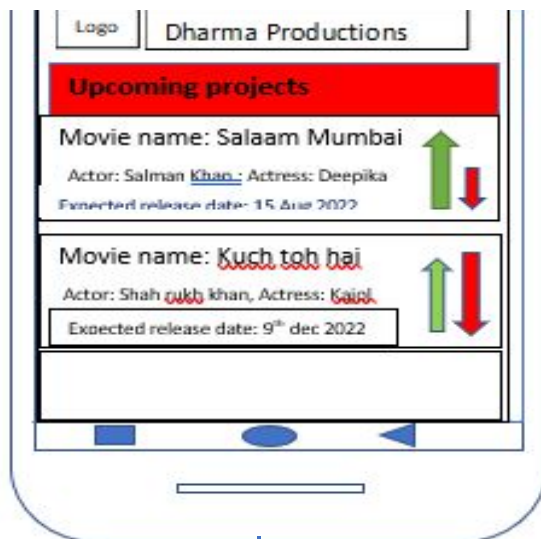 Logo
Dharma Productions
Upcoming projects
Movie name: Salaam Mumbai
Actor: Salman Khan.; Actress: Deepika
Expected release date: 15 Aug 2022
Movie name: Kuch toh hai
Actor: Shah rukh khan, Actress: Kajol
Expected release date: 9th dec 2022